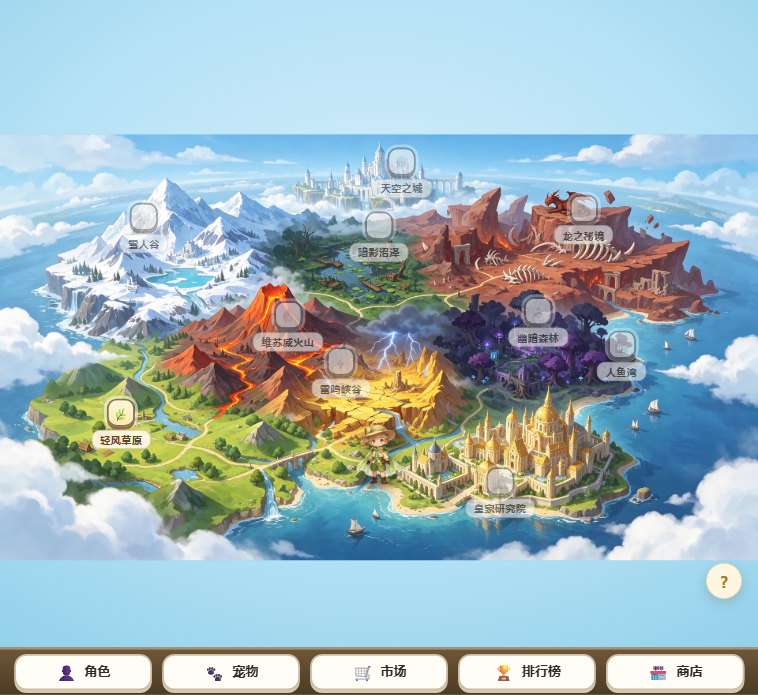 天空之城
雪人谷
暗影沼泽
龙之秘境
维苏威火山
幽暗森林
雷鸣峡谷
人鱼湾
轻风草原
皇家研究院
?
角色
宠物
市场
排行榜
商店